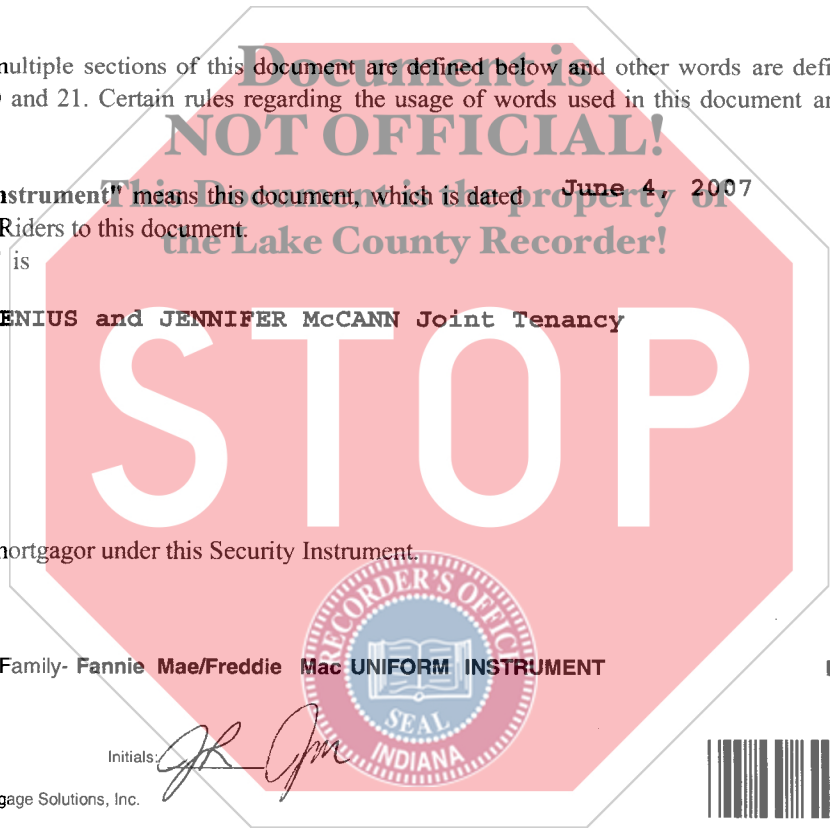 Document is
multiple sections of this document are defined below and other words are defi
and 21. Certain rules regarding the usage of words used in this document ar
NOT OFFICIAL!
This Document is the property of
nstrument" means this document, which is dated June 4, 2007
Riders to this document.
the Lake County Recorder!
is
ENIUS and JENNIFER McCANN Joint Tenancy
STOP
nortgagor under this Security Instrument.
RECORDER'S OFFICE
Family- Fannie Mae/Freddie Mac UNIFORM INSTRUMENT
SEAL
INDIANA
Initials:
gage Solutions, Inc.